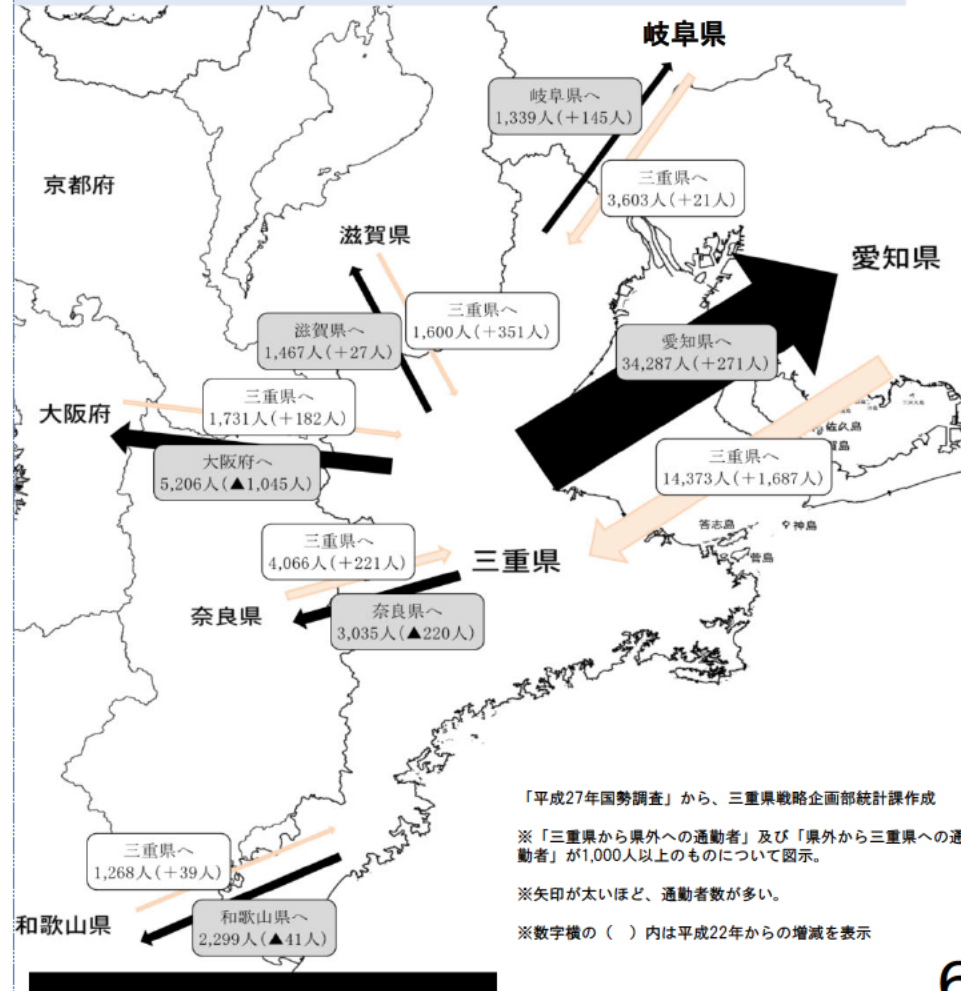 岐阜県
岐阜県へ
1,339人(＋145人)
三重県へ
3,603人(＋21人)
京都府
滋賀県
愛知県
三重県へ
1,600人(＋351人)
滋賀県へ
1,467人(＋27人)
愛知県へ
34,287人(＋271人)
三重県へ
1,731人(＋182人)
大阪府
大阪府へ
5,206人(▲1,045人)
佐久島
賀島
三重県へ
14,373人(＋1,687人)
答志島
神島
菅島
三重県へ
4,066人(＋221人)
三重県
奈良県
奈良県へ
3,035人(▲220人)
「平成27年国勢調査」から、三重県戦略企画部統計課作成
※「三重県から県外への通勤者」及び「県外から三重県への通
勤者」が1,000人以上のものについて図示。
※矢印が太いほど、通勤者数が多い。
※数字横の（　）内は平成22年からの増減を表示
三重県へ
1,268人(＋39人)
和歌山県
和歌山県へ
2,299人(▲41人)
6